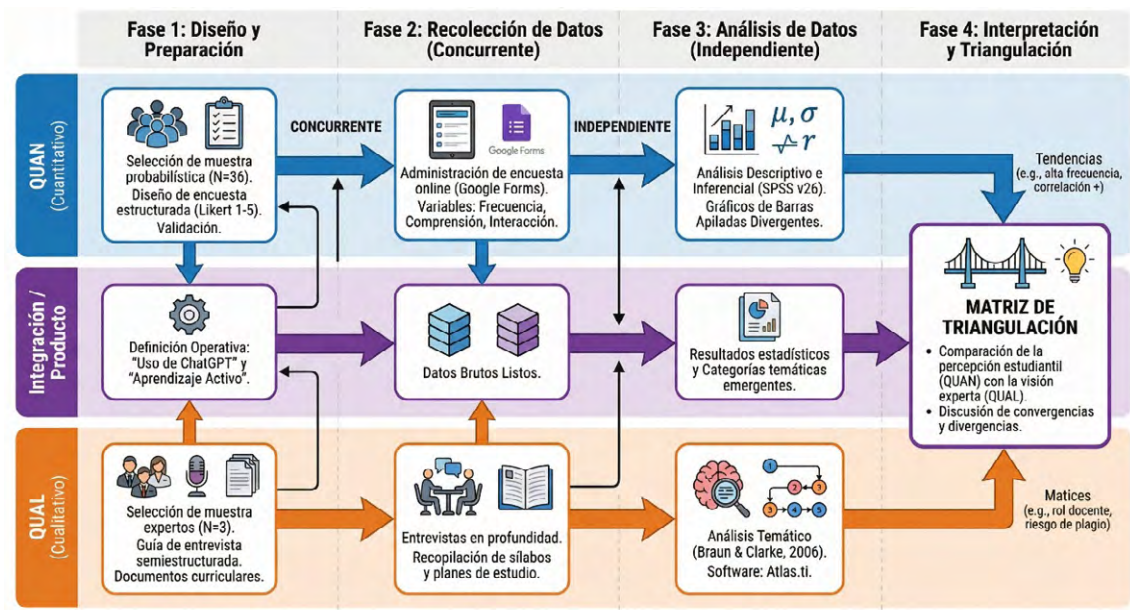 Fase 1: Diseño y
Preparación
Fase 2: Recolección de Datos
(Concurrente)
Fase 3: Análisis de Datos
(Independiente)
Fase 4: Interpretación
y Triangulación
QUAN
(Cuantitativo)
Selección de muestra
probabilística (N=36).
Diseño de encuesta
estructurada (Likert 1-5).
Validación.
CONCURRENTE
Google Forms
Administración de encuesta
online (Google Forms).
Variables: Frecuencia,
Comprensión, Interacción.
INDEPENDIENTE
μ, σ
r
Análisis Descriptivo e
Inferencial (SPSS v26).
Gráficos de Barras
Apiladas Divergentes.
Tendencias
(e.g., alta frecuencia,
correlación +)
Integración /
Producto
Definición Operativa:
"Uso de ChatGPT" y
"Aprendizaje Activo".
Datos Brutos Listos.
Resultados estadísticos
y Categorías temáticas
emergentes.
MATRIZ DE
TRIANGULACIÓN
• Comparación de la
percepción estudiantil
(QUAN) con la visión
experta (QUAL).
• Discusión de convergencias
y divergencias.
QUAL
(Cualitativo)
Selección de muestra
expertos (N=3).
Guía de entrevista
semiestructurada.
Documentos curriculares.
Entrevistas en profundidad.
Recopilación de sílabos
y planes de estudio.
1
2 3
3 4 5
Análisis Temático
(Braun & Clarke, 2006).
Software: Atlas.ti.
Matices
(e.g., rol docente,
riesgo de plagio)